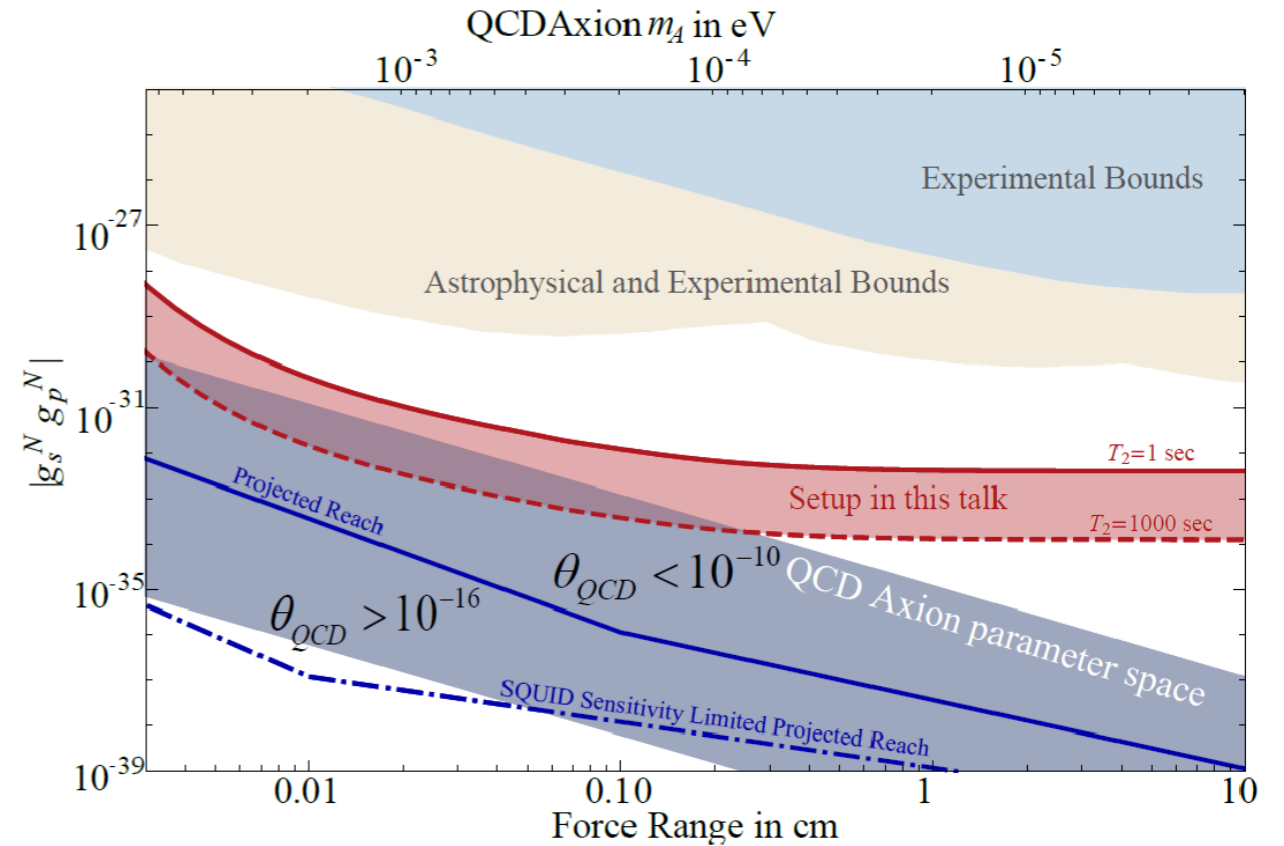 QCDAxion m_A in eV
10^-3 10^-4 10^-5
Experimental Bounds
10^-27
Astrophysical and Experimental Bounds
|g_s^N g_p^N|
10^-31
T_2=1 sec
Projected Reach
Setup in this talk
T_2=1000 sec
θ_QCD < 10^-10
QCD Axion parameter space
10^-35
θ_QCD > 10^-16
SQUID Sensitivity Limited Projected Reach
10^-39
0.01 0.10 1 10
Force Range in cm